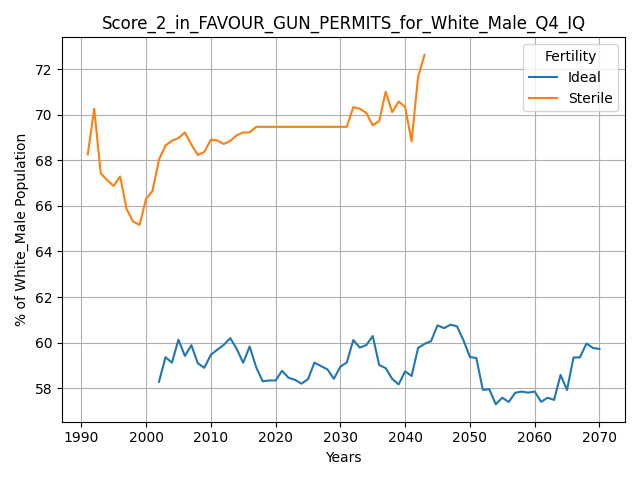 Score_2_in_FAVOUR_GUN_PERMITS_for_White_Male_Q4_IQ
Fertility
Ideal
Sterile
% of White_Male Population
72
70
68
66
64
62
60
58
1990 2000 2010 2020 2030 2040 2050 2060 2070
Years